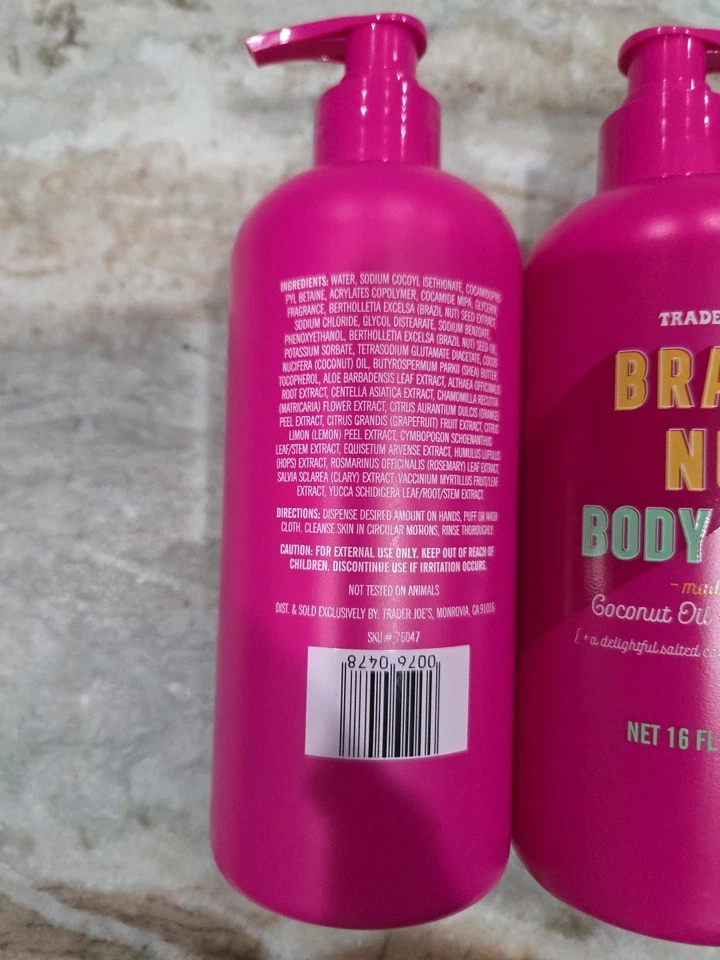 INGREDIENTS: WATER, SODIUM COCOYL ISETHIONATE, COCAMIDOPRO-
PYL BETAINE, ACRYLATES COPOLYMER, COCAMIDE MIPA, GLYCERIN,
FRAGRANCE, BERTHOLLETIA EXCELSA (BRAZIL NUT) SEED EXTRACT,
SODIUM CHLORIDE, GLYCOL DISTEARATE, SODIUM BENZOATE,
PHENOXYETHANOL, BERTHOLLETIA EXCELSA (BRAZIL NUT) SEED OIL,
POTASSIUM SORBATE, TETRASODIUM GLUTAMATE DIACETATE, COCOS
NUCIFERA (COCONUT) OIL, BUTYROSPERMUM PARKII (SHEA) BUTTER,
TOCOPHEROL, ALOE BARBADENSIS LEAF EXTRACT, ALTHAEA OFFICINALIS
ROOT EXTRACT, CENTELLA ASIATICA EXTRACT, CHAMOMILLA RECUTITA
(MATRICARIA) FLOWER EXTRACT, CITRUS AURANTIUM DULCIS (ORANGE)
PEEL EXTRACT, CITRUS GRANDIS (GRAPEFRUIT) FRUIT EXTRACT, CITRUS
LIMON (LEMON) PEEL EXTRACT, CYMBOPOGON SCHOENANTHUS
LEAF/STEM EXTRACT, EQUISETUM ARVENSE EXTRACT, HUMULUS LUPULUS
(HOPS) EXTRACT, ROSMARINUS OFFICINALIS (ROSEMARY) LEAF EXTRACT,
SALVIA SCLAREA (CLARY) EXTRACT, VACCINIUM MYRTILLUS FRUIT/LEAF
EXTRACT, YUCCA SCHIDIGERA LEAF/ROOT/STEM EXTRACT.
DIRECTIONS: DISPENSE DESIRED AMOUNT ON HANDS, PUFF OR WASH
CLOTH. CLEANSE SKIN IN CIRCULAR MOTIONS, RINSE THOROUGHLY.
CAUTION: FOR EXTERNAL USE ONLY. KEEP OUT OF REACH OF
CHILDREN. DISCONTINUE USE IF IRRITATION OCCURS.
NOT TESTED ON ANIMALS
DIST. & SOLD EXCLUSIVELY BY: TRADER JOE'S, MONROVIA, CA 91016
SKU# 76047
0076 0478
TRADE
BRA
NU
BODY
Coconut Oil
{ + a delightful salted
NET 16 FL